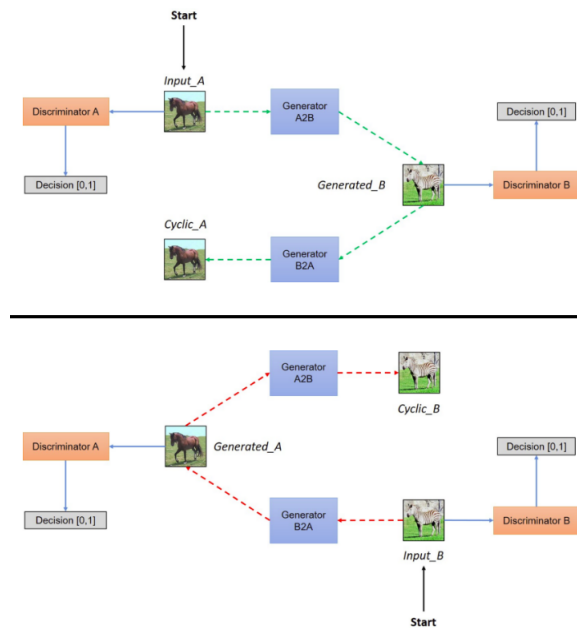 Start
Input_A
Discriminator A
Generator
A2B
Decision [0,1]
Decision [0,1]
Generated_B
Discriminator B
Cyclic_A
Generator
B2A
Generator
A2B
Cyclic_B
Discriminator A
Generated_A
Decision [0,1]
Decision [0,1]
Generator
B2A
Discriminator B
Input_B
Start